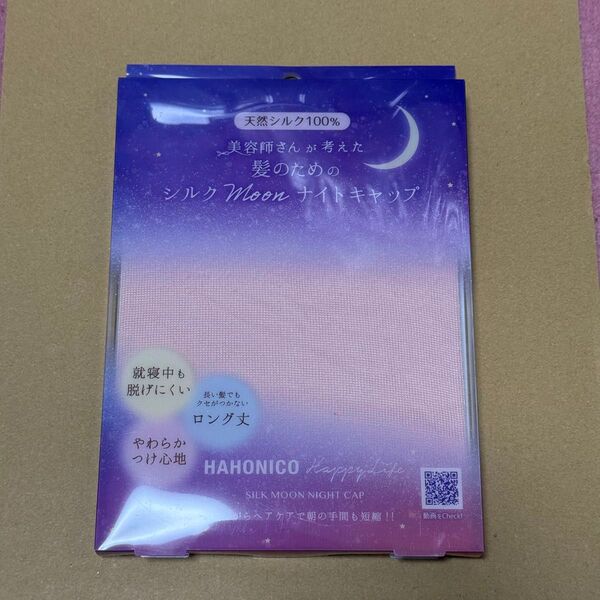 天然シルク100%
美容師さんが考えた
髪のための
シルク Moon ナイトキャップ
就寝中も
脱げにくい
長い髪でも
クセがつかない
ロング丈
やわらか
つけ心地
HAHONICO Happy Life
SILK MOON NIGHT CAP
らヘアケアで朝の手間も短縮!!
動画をCheck!